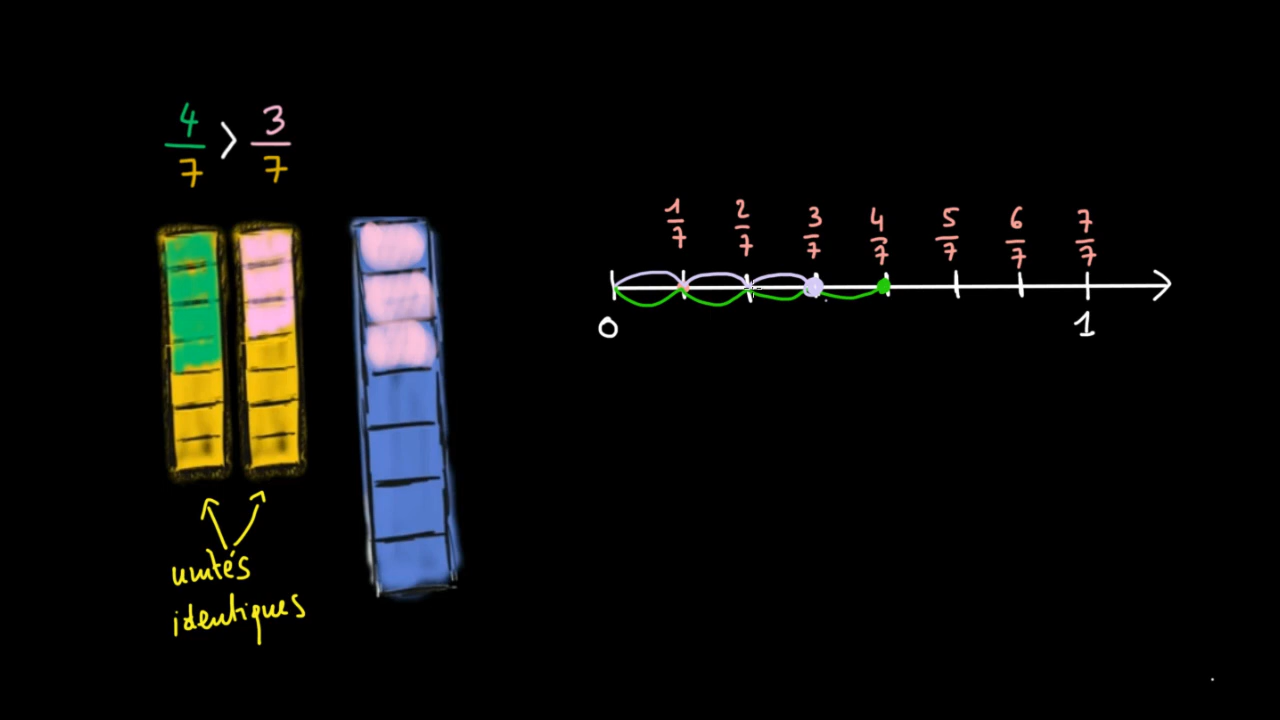 4/7 > 3/7
1/7 2/7 3/7 4/7 5/7 6/7 7/7
0 1
unités
identiques